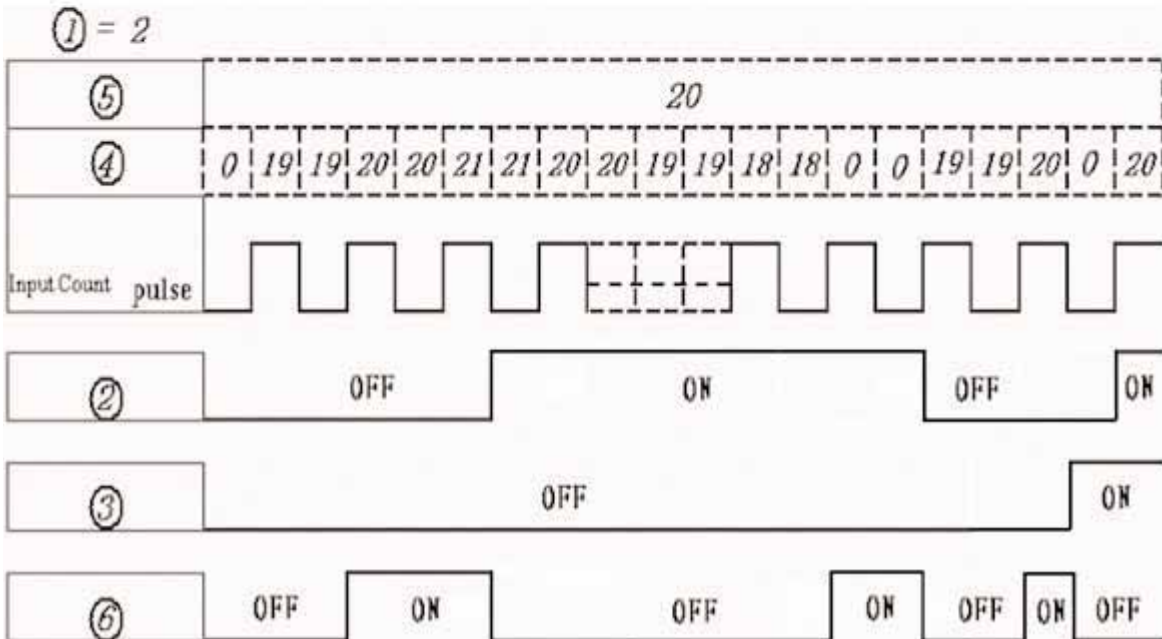 ① = 2
⑤ 20
④ 0 19 19 20 20 21 21 20 20 19 19 18 18 0 0 19 19 20 0 20
Input Count pulse
② OFF ON OFF ON
③ OFF ON
⑥ OFF ON OFF ON OFF ON OFF